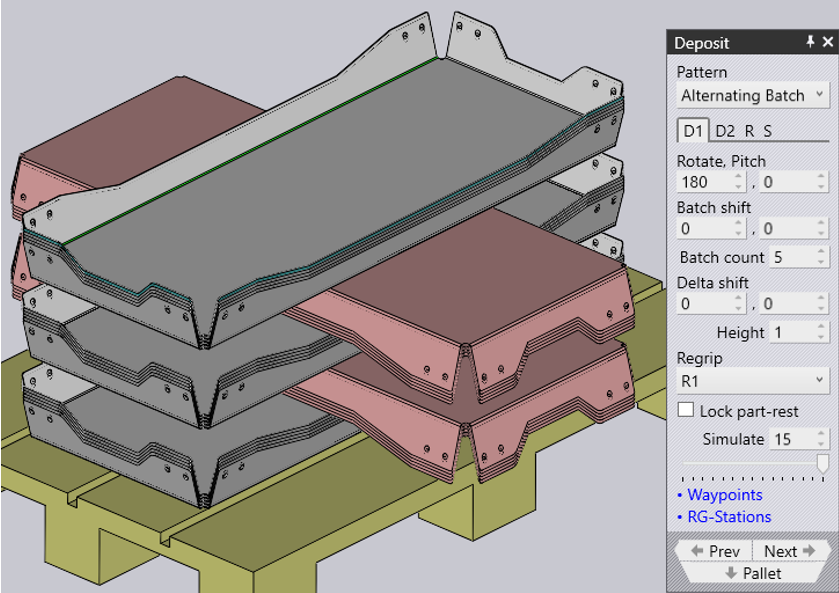 Deposit
Pattern
Alternating Batch
D1 D2 R S
Rotate, Pitch
180 , 0
Batch shift
0 , 0
Batch count 5
Delta shift
0 , 0
Height 1
Regrip
R1
Lock part-rest
Simulate 15
• Waypoints
• RG-Stations
Prev Next
Pallet